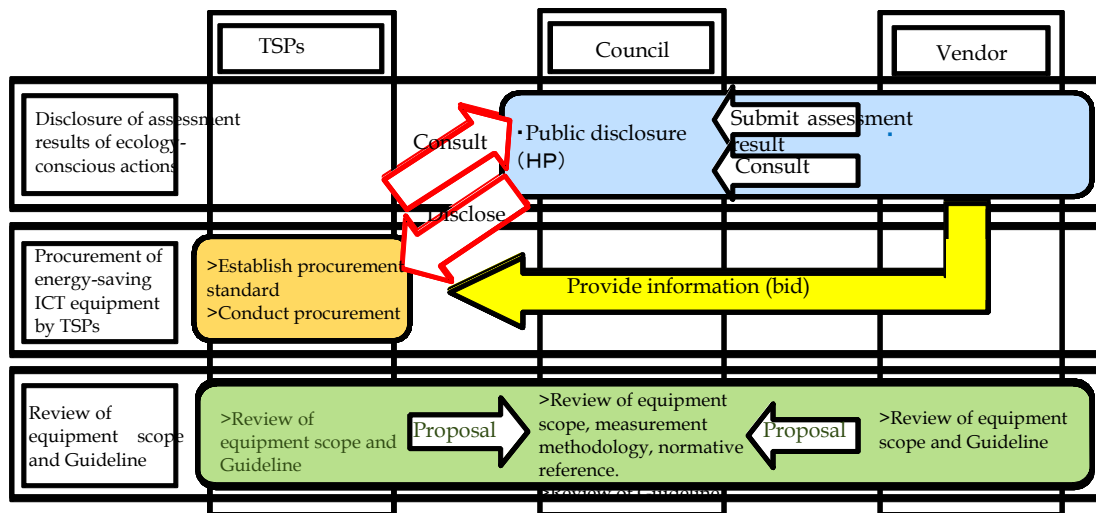 TSPs
Council
Vendor
Disclosure of assessment
results of ecology-
conscious actions
Consult
Disclose
・Public disclosure
（HP）
Submit assessment
result
Consult
Procurement of
energy-saving
ICT equipment
by TSPs
>Establish procurement
standard
>Conduct procurement
Provide information (bid)
Review of
equipment scope
and Guideline
>Review of
equipment scope and
Guideline
Proposal
>Review of equipment
scope, measurement
methodology, normative
reference.
>Review of Guideline
Proposal
>Review of equipment
scope and Guideline